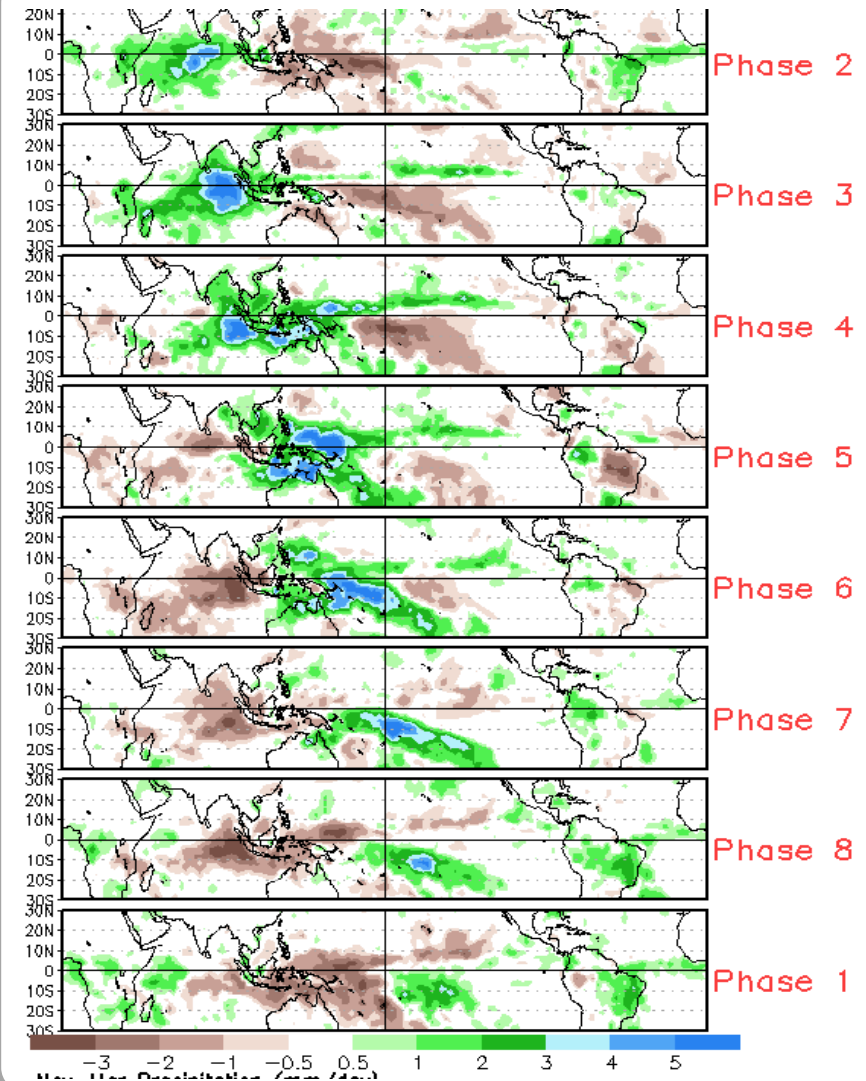 20N
10N
0
Phase 2
10S
20S
30S
30N
20N
10N
0
Phase 3
10S
20S
30S
30N
20N
10N
0
Phase 4
10S
20S
30S
30N
20N
10N
0
Phase 5
10S
20S
30S
30N
20N
10N
0
Phase 6
10S
20S
30S
30N
20N
10N
0
Phase 7
10S
20S
30S
30N
20N
10N
0
Phase 8
10S
20S
30S
30N
20N
10N
0
Phase 1
10S
20S
30S
−3 −2 −1 −0.5 0.5 1 2 3 4 5
Nov-Mar Precipitation (mm/day)